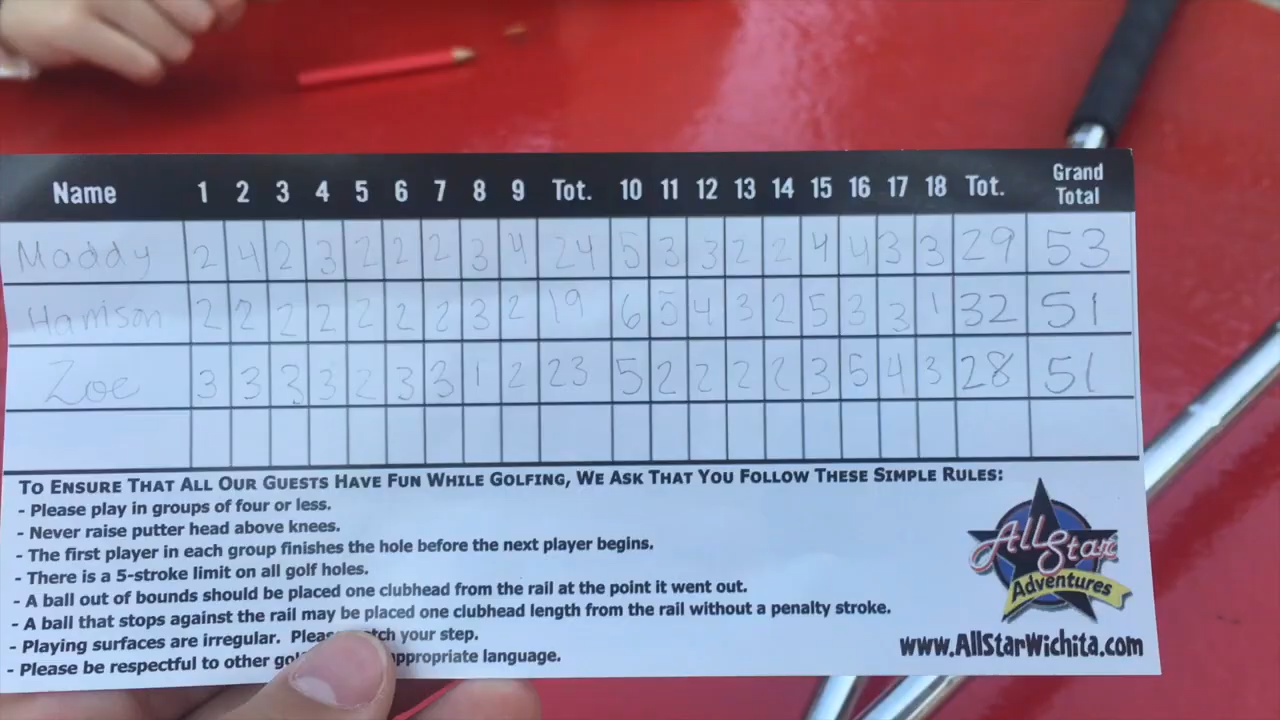 Name 1 2 3 4 5 6 7 8 9 Tot. 10 11 12 13 14 15 16 17 18 Tot. Grand Total
Maddy 2 4 2 3 2 2 2 3 4 24 5 3 3 2 2 4 4 3 3 29 53
Harrison 2 2 2 2 2 2 2 3 2 19 6 5 4 3 2 5 3 3 1 32 51
Zoe 3 3 3 3 2 3 3 1 2 23 5 2 2 2 2 3 5 4 3 28 51
TO ENSURE THAT ALL OUR GUESTS HAVE FUN WHILE GOLFING, WE ASK THAT YOU FOLLOW THESE SIMPLE RULES:
- Please play in groups of four or less.
- Never raise putter head above knees.
- The first player in each group finishes the hole before the next player begins.
- There is a 5-stroke limit on all golf holes.
- A ball out of bounds should be placed one clubhead from the rail at the point it went out.
- A ball that stops against the rail may be placed one clubhead length from the rail without a penalty stroke.
- Playing surfaces are irregular. your step.
- Please be respectful to other language.
All Star
Adventures
www.AllStarWichita.com